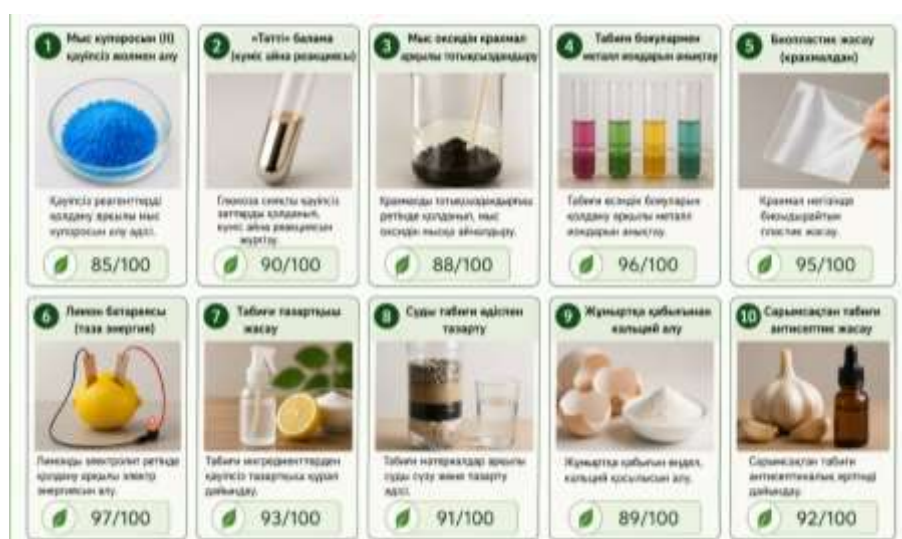 1
Мыс купоросын (II)
қауіпсіз жолмен алу
Қауіпсіз реагенттерді
қолдану арқылы мыс
купоросын алу әдісі.
85/100
2
«Тәтті» балама
(күміс айна реакциясы)
Глюкоза сияқты қауіпсіз
заттарды қолданып,
күміс айна реакциясын
жүргізу.
90/100
3
Мыс оксидін крахмал
арқылы тотықсыздандыру
Крахмалды тотықсыздандырғыш
ретінде қолданып, мыс
оксидін мысқа айналдыру.
88/100
4
Табиғи бояулармен
металл иондарын анықтау
Табиғи өсімдік бояуларын
қолдану арқылы металл
иондарын анықтау.
96/100
5
Биопластик жасау
(крахмалдан)
Крахмал негізінде
биоыдырайтын
пластик жасау.
95/100
6
Лимон батареясы
(таза энергия)
Лимонды электролит ретінде
қолдану арқылы электр
энергиясын алу.
97/100
7
Табиғи тазартқыш
жасау
Табиғи ингредиенттерден
қауіпсіз тазартқыш құрал
дайындау.
93/100
8
Суды табиғи әдіспен
тазарту
Табиғи материалдар арқылы
суды сүзу және тазарту
әдісі.
91/100
9
Жұмыртқа қабығынан
кальций алу
Жұмыртқа қабығын өңдеп,
кальций қосылысын алу.
89/100
10
Сарымсақтан табиғи
антисептик жасау
Сарымсақтан табиғи
антисептикалық ерітінді
дайындау.
92/100